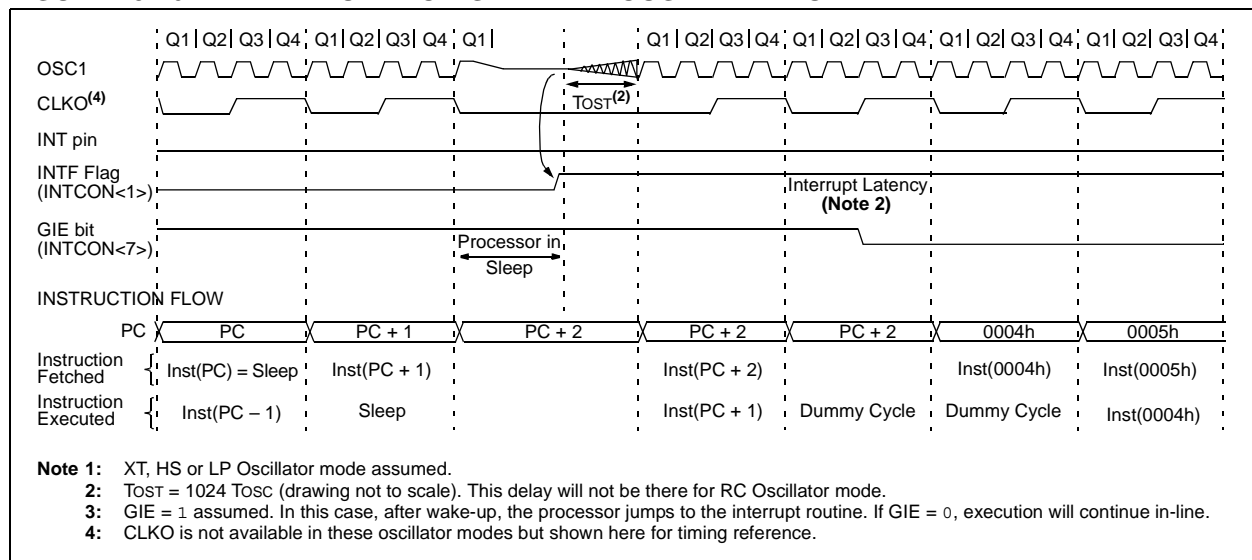 Q1 Q2 Q3 Q4 Q1 Q2 Q3 Q4 Q1 Q1 Q2 Q3 Q4 Q1 Q2 Q3 Q4 Q1 Q2 Q3 Q4 Q1 Q2 Q3 Q4
OSC1
TOST(2)
CLKO(4)
INT pin
INTF Flag
(INTCON<1>)
Interrupt Latency
(Note 2)
GIE bit
(INTCON<7>)
Processor in
Sleep
INSTRUCTION FLOW
PC PC PC + 1 PC + 2 PC + 2 PC + 2 0004h 0005h
Instruction
Fetched
Inst(PC) = Sleep Inst(PC + 1) Inst(PC + 2) Inst(0004h) Inst(0005h)
Instruction
Executed
Inst(PC – 1) Sleep Inst(PC + 1) Dummy Cycle Dummy Cycle Inst(0004h)
Note 1: XT, HS or LP Oscillator mode assumed.
2: TOST = 1024 TOSC (drawing not to scale). This delay will not be there for RC Oscillator mode.
3: GIE = 1 assumed. In this case, after wake-up, the processor jumps to the interrupt routine. If GIE = 0, execution will continue in-line.
4: CLKO is not available in these oscillator modes but shown here for timing reference.